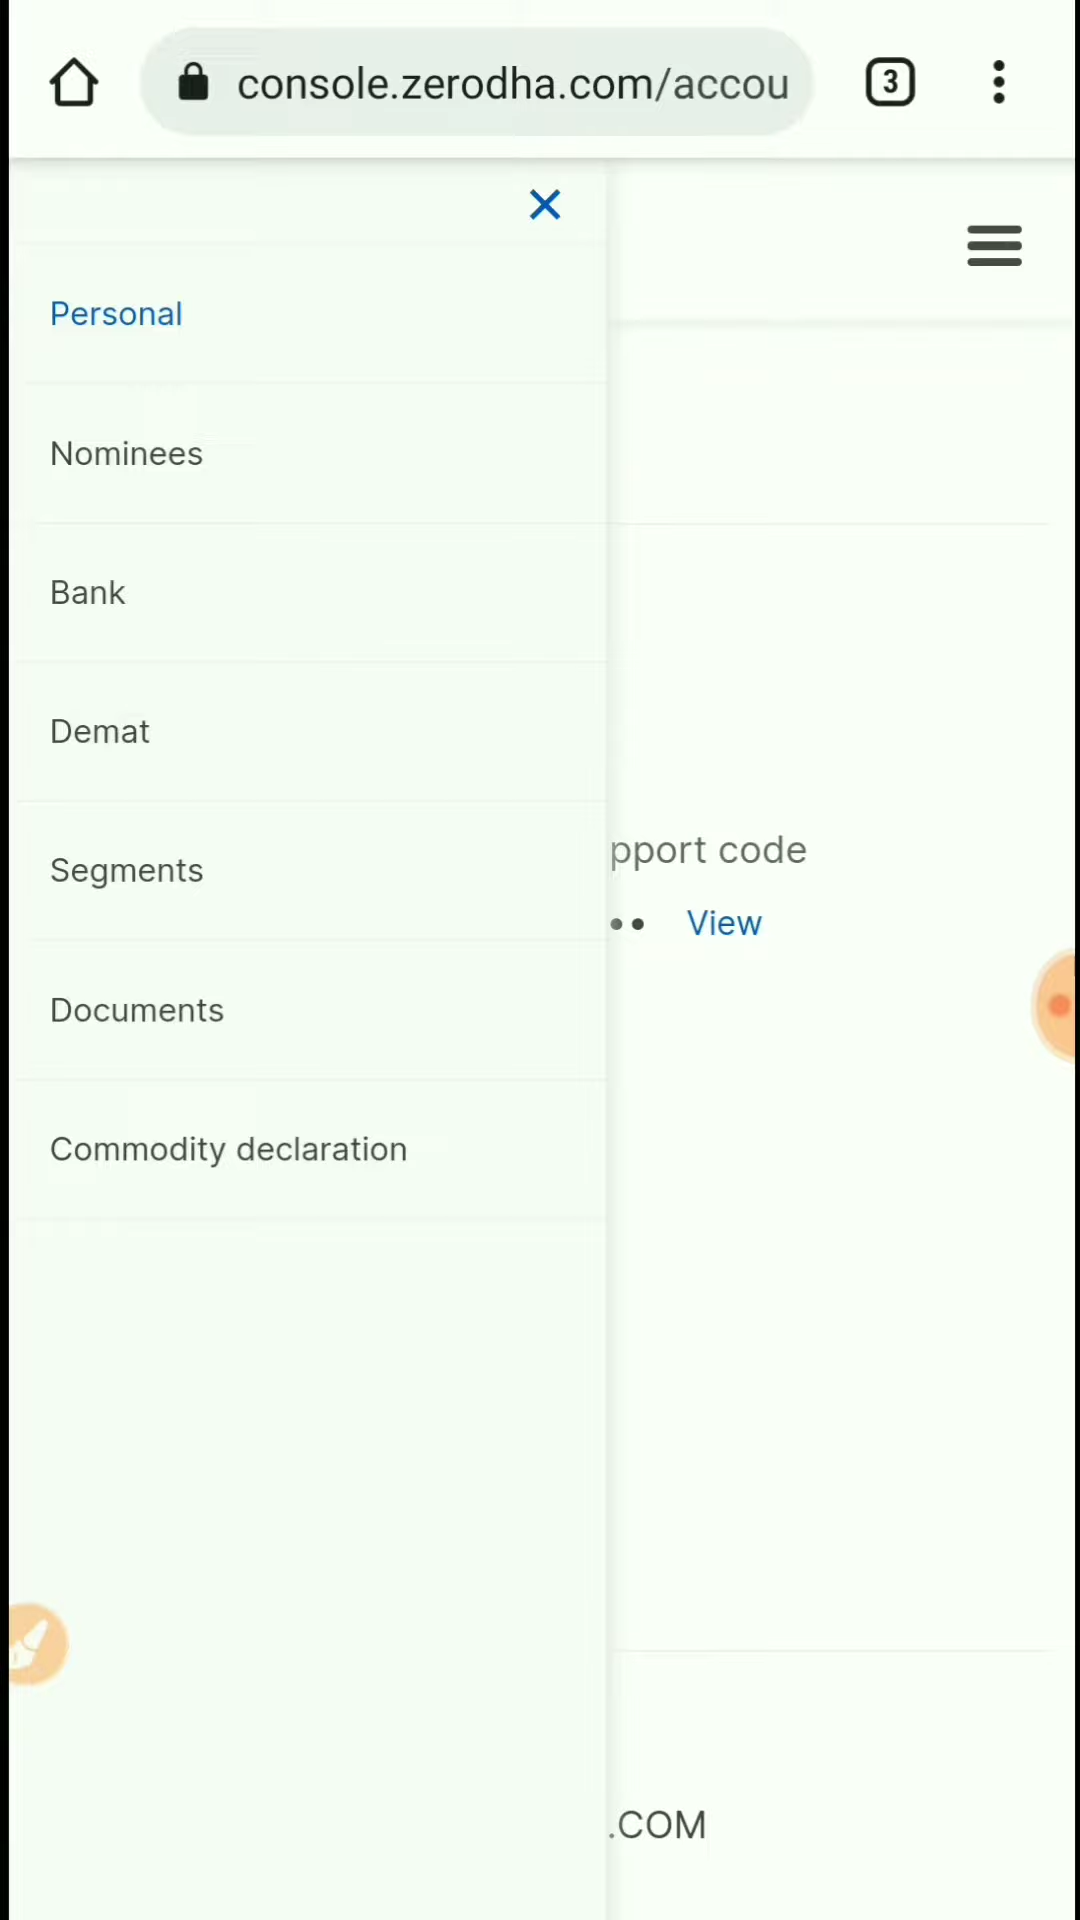 console.zerodha.com/accou
3
Personal
Nominees
Bank
Demat
Segments
Documents
Commodity declaration
pport code
View
.COM